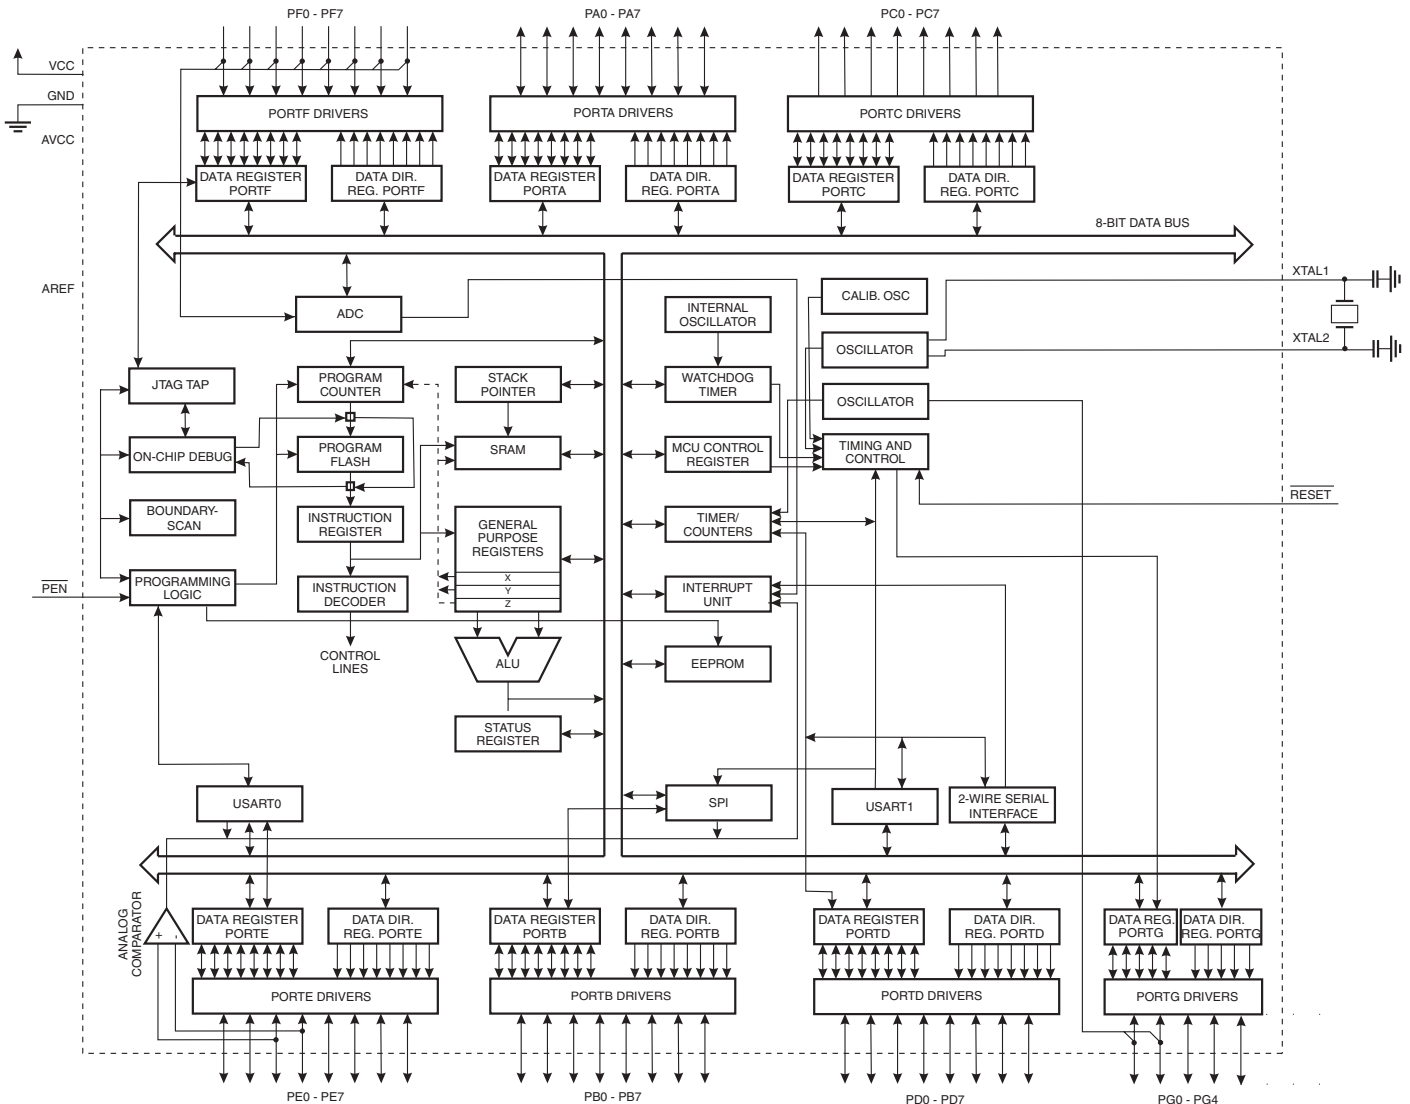 PF0 - PF7
PA0 - PA7
PC0 - PC7
VCC
GND
AVCC
PORTF DRIVERS
PORTA DRIVERS
PORTC DRIVERS
DATA REGISTER
PORTF
DATA DIR.
REG. PORTF
DATA REGISTER
PORTA
DATA DIR.
REG. PORTA
DATA REGISTER
PORTC
DATA DIR.
REG. PORTC
8-BIT DATA BUS
AREF
XTAL1
XTAL2
ADC
INTERNAL
OSCILLATOR
CALIB. OSC
OSCILLATOR
JTAG TAP
PROGRAM
COUNTER
STACK
POINTER
WATCHDOG
TIMER
OSCILLATOR
ON-CHIP DEBUG
PROGRAM
FLASH
SRAM
MCU CONTROL
REGISTER
TIMING AND
CONTROL
RESET
BOUNDARY-
SCAN
INSTRUCTION
REGISTER
GENERAL
PURPOSE
REGISTERS
X
Y
Z
TIMER/
COUNTERS
PEN
PROGRAMMING
LOGIC
INSTRUCTION
DECODER
INTERRUPT
UNIT
CONTROL
LINES
ALU
EEPROM
STATUS
REGISTER
USART0
SPI
USART1
2-WIRE SERIAL
INTERFACE
ANALOG
COMPARATOR
+
-
DATA REGISTER
PORTE
DATA DIR.
REG. PORTE
DATA REGISTER
PORTB
DATA DIR.
REG. PORTB
DATA REGISTER
PORTD
DATA DIR.
REG. PORTD
DATA REG.
PORTG
DATA DIR.
REG. PORTG
PORTE DRIVERS
PORTB DRIVERS
PORTD DRIVERS
PORTG DRIVERS
PE0 - PE7
PB0 - PB7
PD0 - PD7
PG0 - PG4